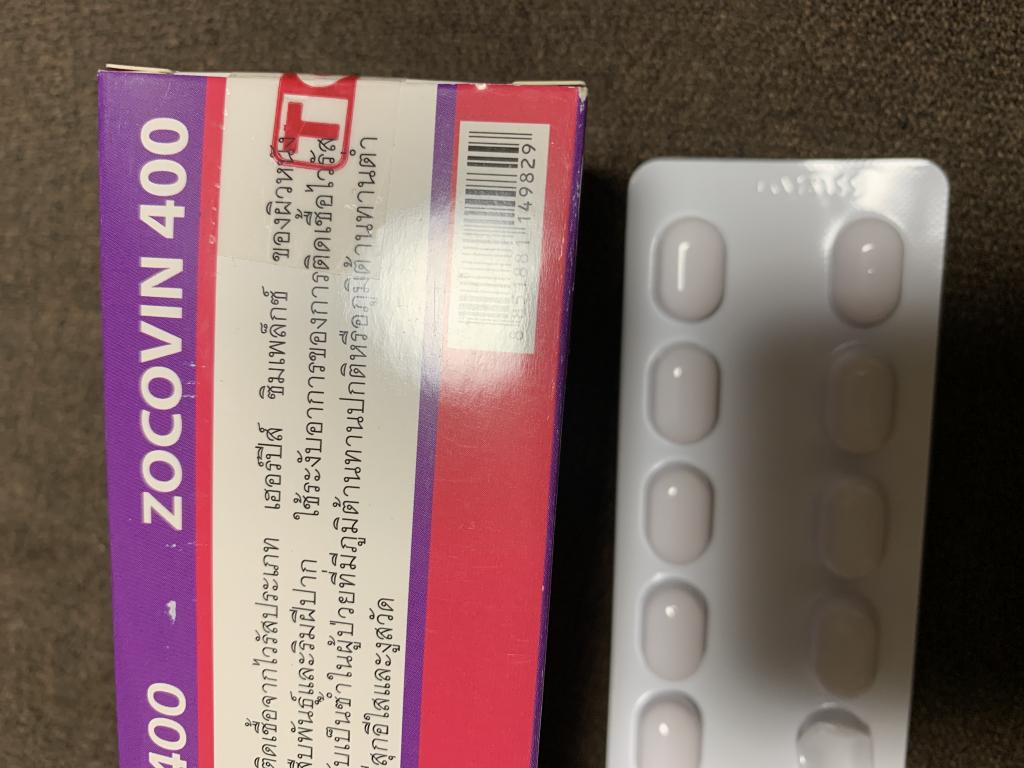 400 ZOCOVIN 400
ติดเชื้อจากไวรัสประเภท เฮอร์ปีส์ ซิมเพล็กซ์ ของผิวหนัง
สืบพันธุ์และริมฝีปาก ใช้ระงับอาการของการติดเชื้อไวรัส
เป็นซ้ำในผู้ป่วยที่มีภูมิต้านทานปกติหรือภูมิต้านทานต่ำ
สุกอีใสและงูสวัด
149829